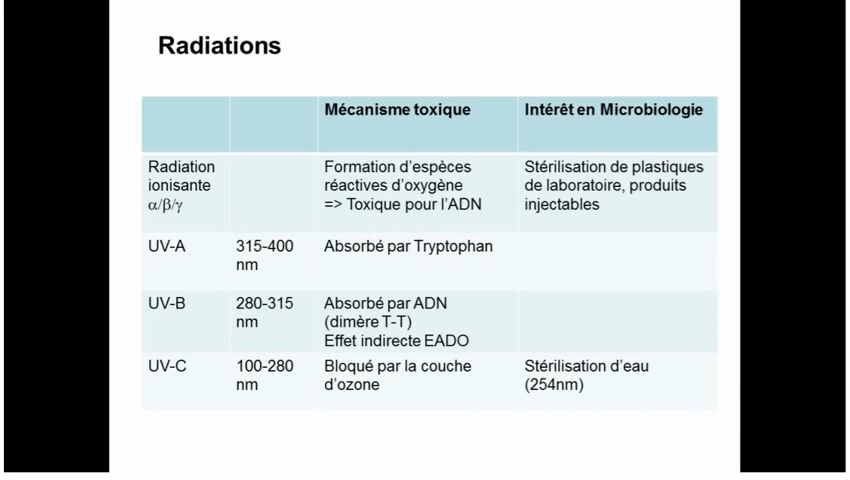 Radiations
Mécanisme toxique
Intérêt en Microbiologie
Radiation
ionisante
α/β/γ
Formation d'espèces
réactives d'oxygène
=> Toxique pour l'ADN
Stérilisation de plastiques
de laboratoire, produits
injectables
UV-A
315-400
nm
Absorbé par Tryptophan
UV-B
280-315
nm
Absorbé par ADN
(dimère T-T)
Effet indirecte EADO
UV-C
100-280
nm
Bloqué par la couche
d'ozone
Stérilisation d'eau
(254nm)